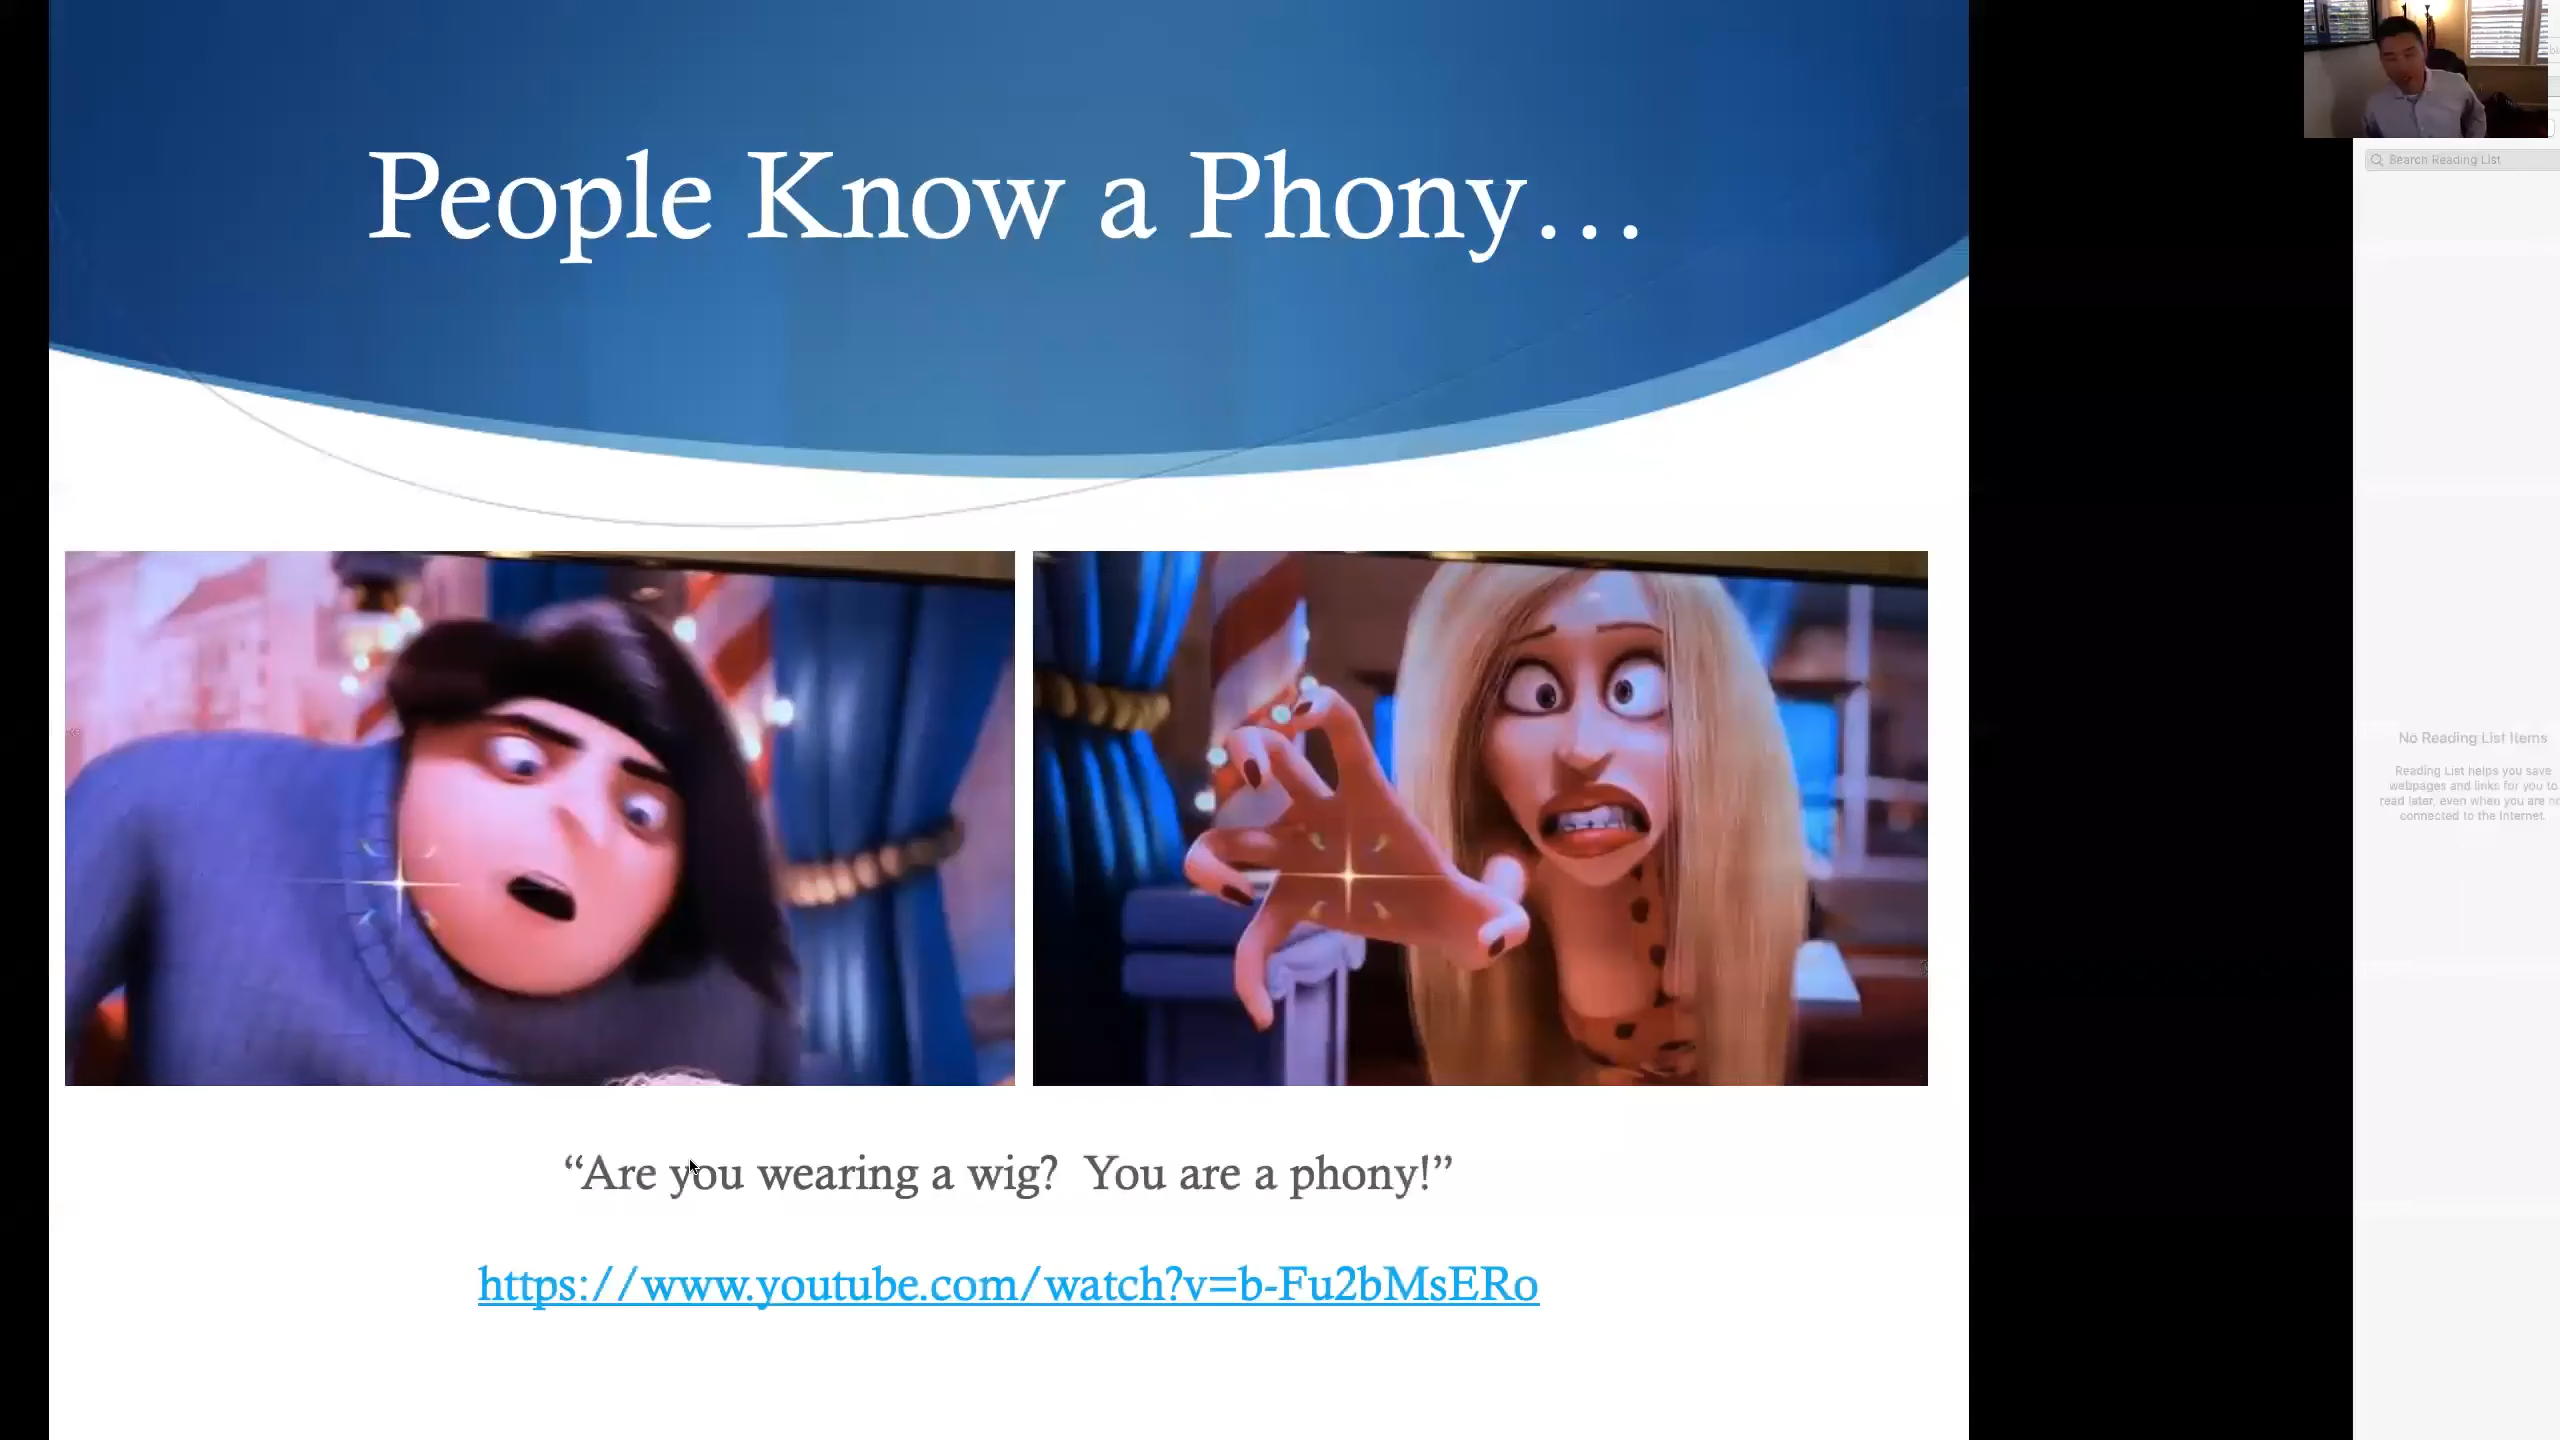 People Know a Phony...
"Are you wearing a wig?  You are a phony!"
https://www.youtube.com/watch?v=b-Fu2bMsERo
Search Reading List
No Reading List Items
Reading List helps you save
webpages and links for you to
read later, even when you are
connected to the Internet.